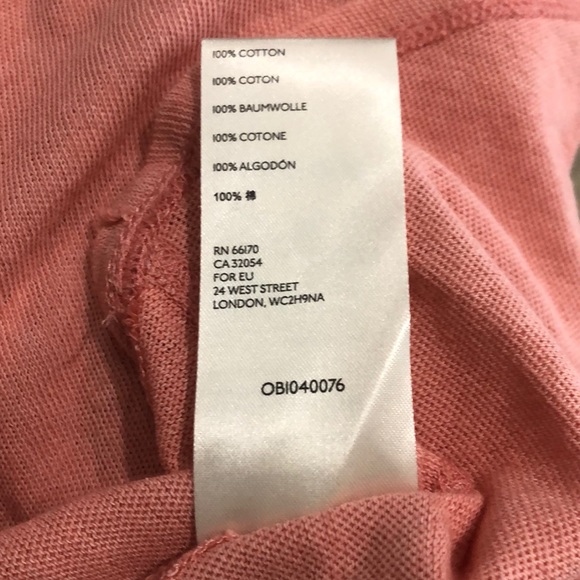 100% COTTON
100% COTON
100% BAUMWOLLE
100% COTONE
100% ALGODÓN
100% 棉
RN 66170
CA 32054
FOR EU
24 WEST STREET
LONDON, WC2H9NA
OB1040076